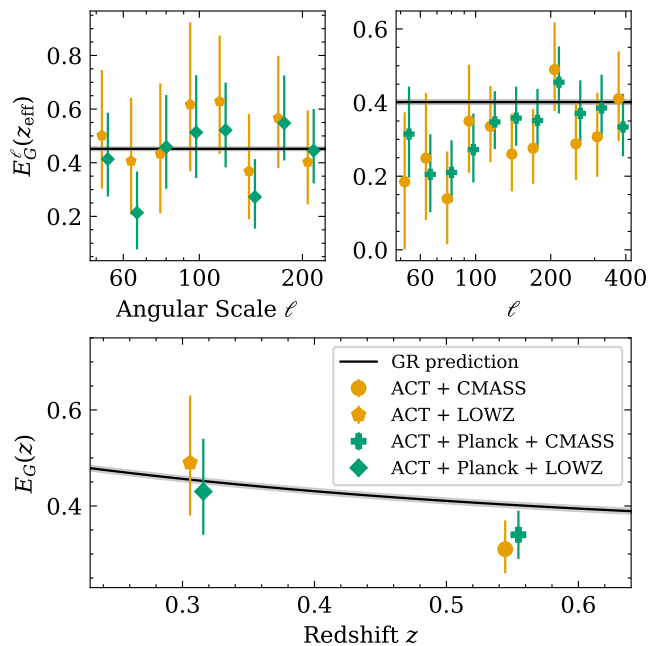 E_G^ℓ(z_eff)
0.8
0.6
0.4
0.2
60
100
200
Angular Scale ℓ
0.6
0.4
0.2
0.0
60
100
200
400
ℓ
E_G(z)
0.6
0.4
GR prediction
ACT + CMASS
ACT + LOWZ
ACT + Planck + CMASS
ACT + Planck + LOWZ
0.3
0.4
0.5
0.6
Redshift z